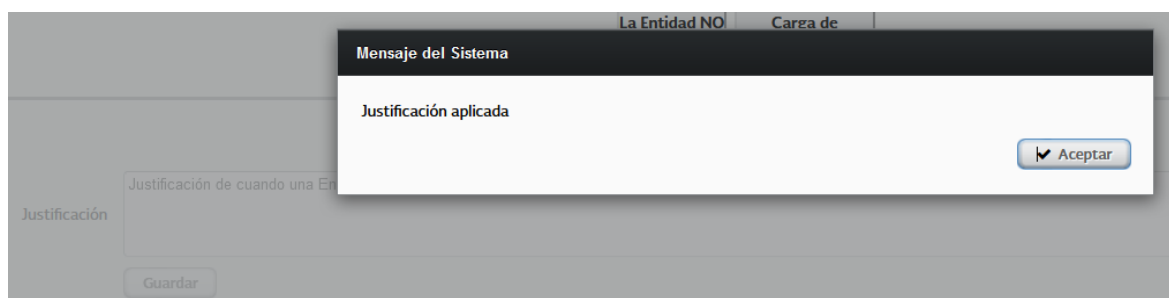 La Entidad NO
Carga de
Mensaje del Sistema
Justificación aplicada
Aceptar
Justificación de cuando una En
Justificación
Guardar